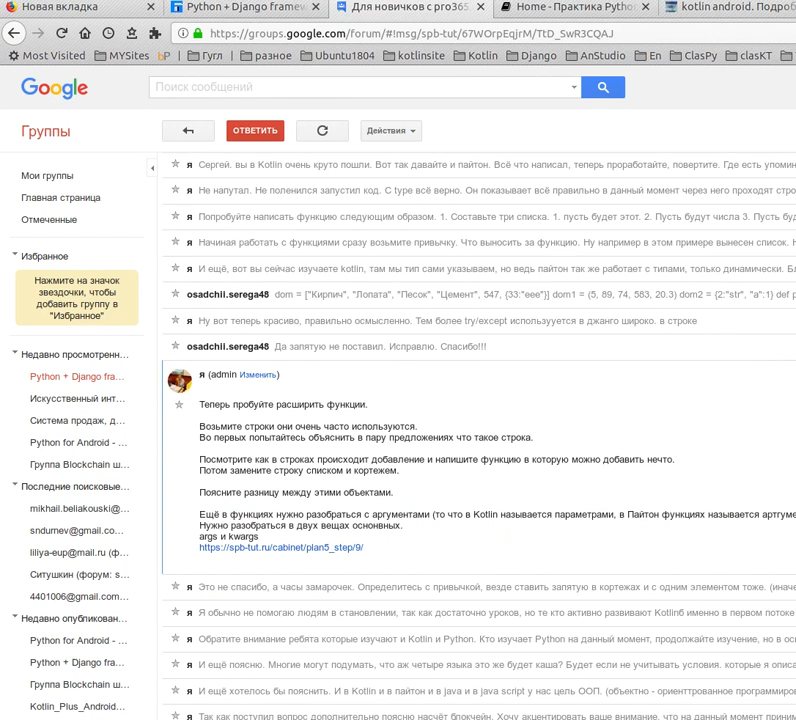 Новая вкладка
Python + Django framew
Для новичков с pro365.
Home - Практика Pytho
kotlin android. Подроб
https://groups.google.com/forum/#!msg/spb-tut/67WOrpEqjrM/TtD_SwR3CQAJ
Most Visited MYSites bP | Гугл | разное Ubuntu1804 kotlinsite Kotlin Django AnStudio En ClasPy clasKT
Google
Поиск сообщений
Группы
ОТВЕТИТЬ
Действия
Мои группы
Главная страница
Отмеченные
Избранное
Нажмите на значок
звездочки, чтобы
добавить группу в
"Избранное"
Недавно просмотренн…
Python + Django fra…
Искусственный инт…
Система продаж, д…
Python for Android - …
Группа Blockchain ш…
Последние поисковые…
mikhail.beliakouski@…
sndurnev@gmail.co…
liliya-eup@mail.ru (ф…
Ситушкин (форум: s…
4401006@gmail.com…
Недавно опубликован…
Python for Android - …
Python + Django fra…
Группа Blockchain ш…
Kotlin_Plus_Android…
я Сергей. вы в Kotlin очень круто пошли. Вот так давайте и пайтон. Всё что написал, теперь проработайте, повертите. Где есть упомин
я Не напутал. Не поленился запустил код. С type всё верно. Он показывает всё правильно в данный момент через него проходят стро
я Попробуйте написать функцию следующим образом. 1. Составьте три списка. 1. пусть будет этот. 2. Пусть будут числа 3. Пусть буд
я Начиная работать с функциями сразу возьмите привычку. Что выносить за функцию. Ну например в этом примере вынесен список. Н
я И ещё, вот вы сейчас изучаете kotlin, там мы тип сами указываем, но ведь пайтон так же работает с типами, только динамически. Бл
osadchii.serega48 dom = ["Кирпич", "Лопата", "Песок", "Цемент", 547, {33:"eee"}] dom1 = (5, 89, 74, 583, 20.3) dom2 = {2:"str", "a":1} def p
я Ну вот теперь красиво, правильно осмысленно. Тем более try/except используется в джанго широко. в строке
osadchii.serega48 Да запятую не поставил. Исправлю. Спасибо!!!
я (admin Изменить)
Теперь пробуйте расширить функции.
Возьмите строки они очень часто используются.
Во первых попытайтесь объяснить в пару предложениях что такое строка.
Посмотрите как в строках происходит добавление и напишите функцию в которую можно добавить нечто.
Потом замените строку списком и кортежем.
Поясните разницу между этими объектами.
Ещё в функциях нужно разобраться с аргументами (то что в Kotlin называется параметрами, в Пайтон функциях называется артгуме
Нужно разобраться в двух вещах оснонвных.
args и kwargs
https://spb-tut.ru/cabinet/plan5_step/9/
я Это не спасибо, а часы замарочек. Определитесь с привычкой, везде ставить запятую в кортежах и с одним элементом тоже. (иначе
я Я обычно не помогаю людям в становлении, так как достаточно уроков, но те кто активно развивают Kotlinб именно в первом потоке
я Обратите внимание ребята которые изучают и Kotlin и Python. Кто изучает Python на данный момент, продолжайте изучение, но в осн
я И ещё поясню. Многие могут подумать, что аж четыре языка это же будет каша? Будет если не учитывать условия. которые я описа
я И ещё хотелось бы пояснить. И в Kotlin и в пайтон и в java и в java script у нас цель ООП. (объектно - ориенттрованное программиров
я Так как поступил вопрос дополнительно поясню насчёт блокчейн. Хочу акцентировать ваше внимание, что на данный момент принци